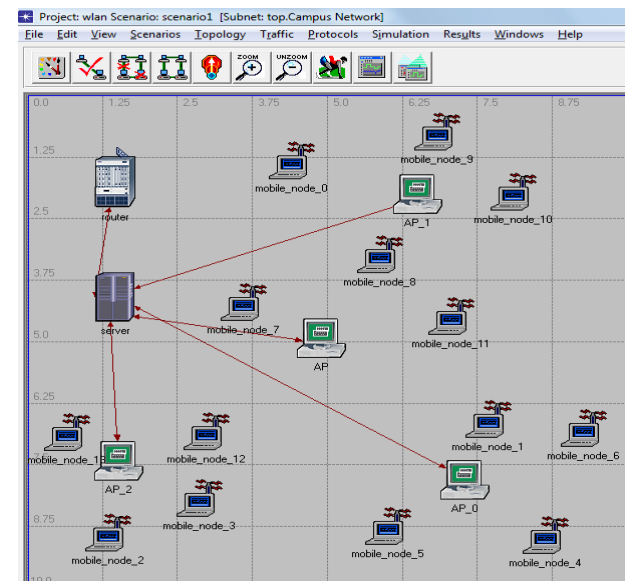 Project: wlan Scenario: scenario1 [Subnet: top.Campus Network]
File Edit View Scenarios Topology Traffic Protocols Simulation Results Windows Help
ZOOM UNZOOM
0.0 1.25 2.5 3.75 5.0 6.25 7.5 8.75
1.25
mobile_node_9
mobile_node_0
router
2.5
AP_1
mobile_node_10
3.75
mobile_node_8
server
mobile_node_7
5.0
mobile_node_11
AP
6.25
mobile_node_1
mobile_node_6
mobile_node_12
AP_2
mobile_node_3
AP_0
8.75
mobile_node_2
mobile_node_5
mobile_node_4
10.0